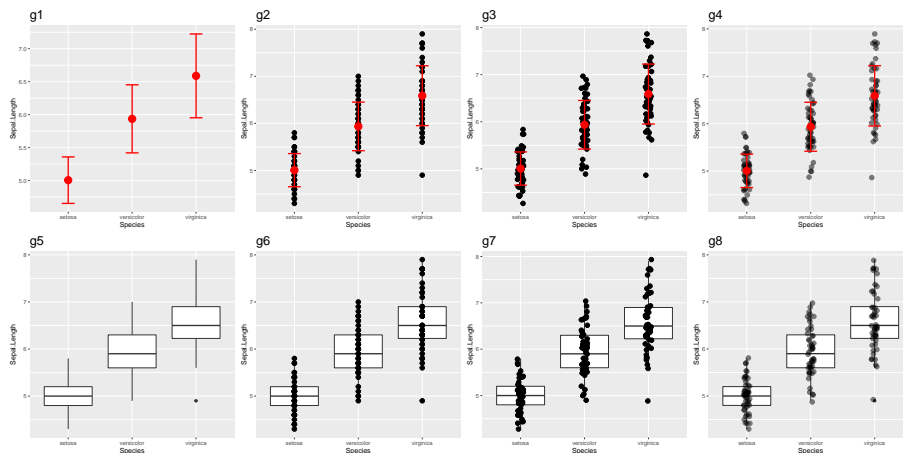 g1
g2
g3
g4
Sepal.Length
7.0
6.5
6.0
5.5
5.0
setosa
versicolor
virginica
Species
Sepal.Length
8
7
6
5
setosa
versicolor
virginica
Species
Sepal.Length
8
7
6
5
setosa
versicolor
virginica
Species
Sepal.Length
8
7
6
5
setosa
versicolor
virginica
Species
g5
g6
g7
g8
Sepal.Length
8
7
6
5
setosa
versicolor
virginica
Species
Sepal.Length
8
7
6
5
setosa
versicolor
virginica
Species
Sepal.Length
8
7
6
5
setosa
versicolor
virginica
Species
Sepal.Length
8
7
6
5
setosa
versicolor
virginica
Species